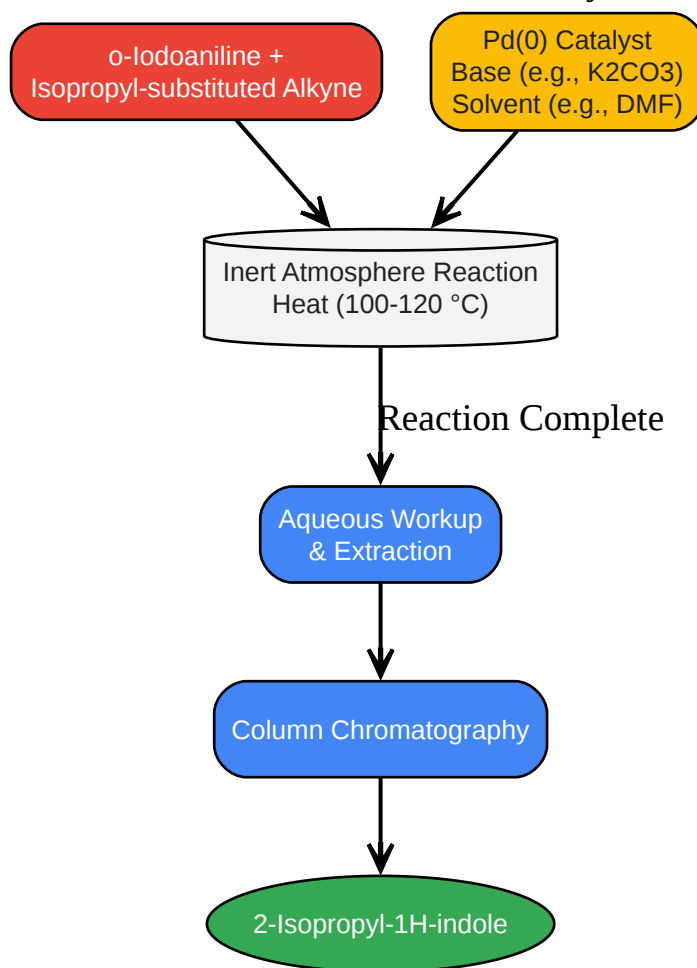 o-Iodoaniline +
Isopropyl-substituted Alkyne
Pd(0) Catalyst
Base (e.g., K2CO3)
Solvent (e.g., DMF)
Inert Atmosphere Reaction
Heat (100-120 °C)
Reaction Complete
Aqueous Workup
& Extraction
Column Chromatography
2-Isopropyl-1H-indole